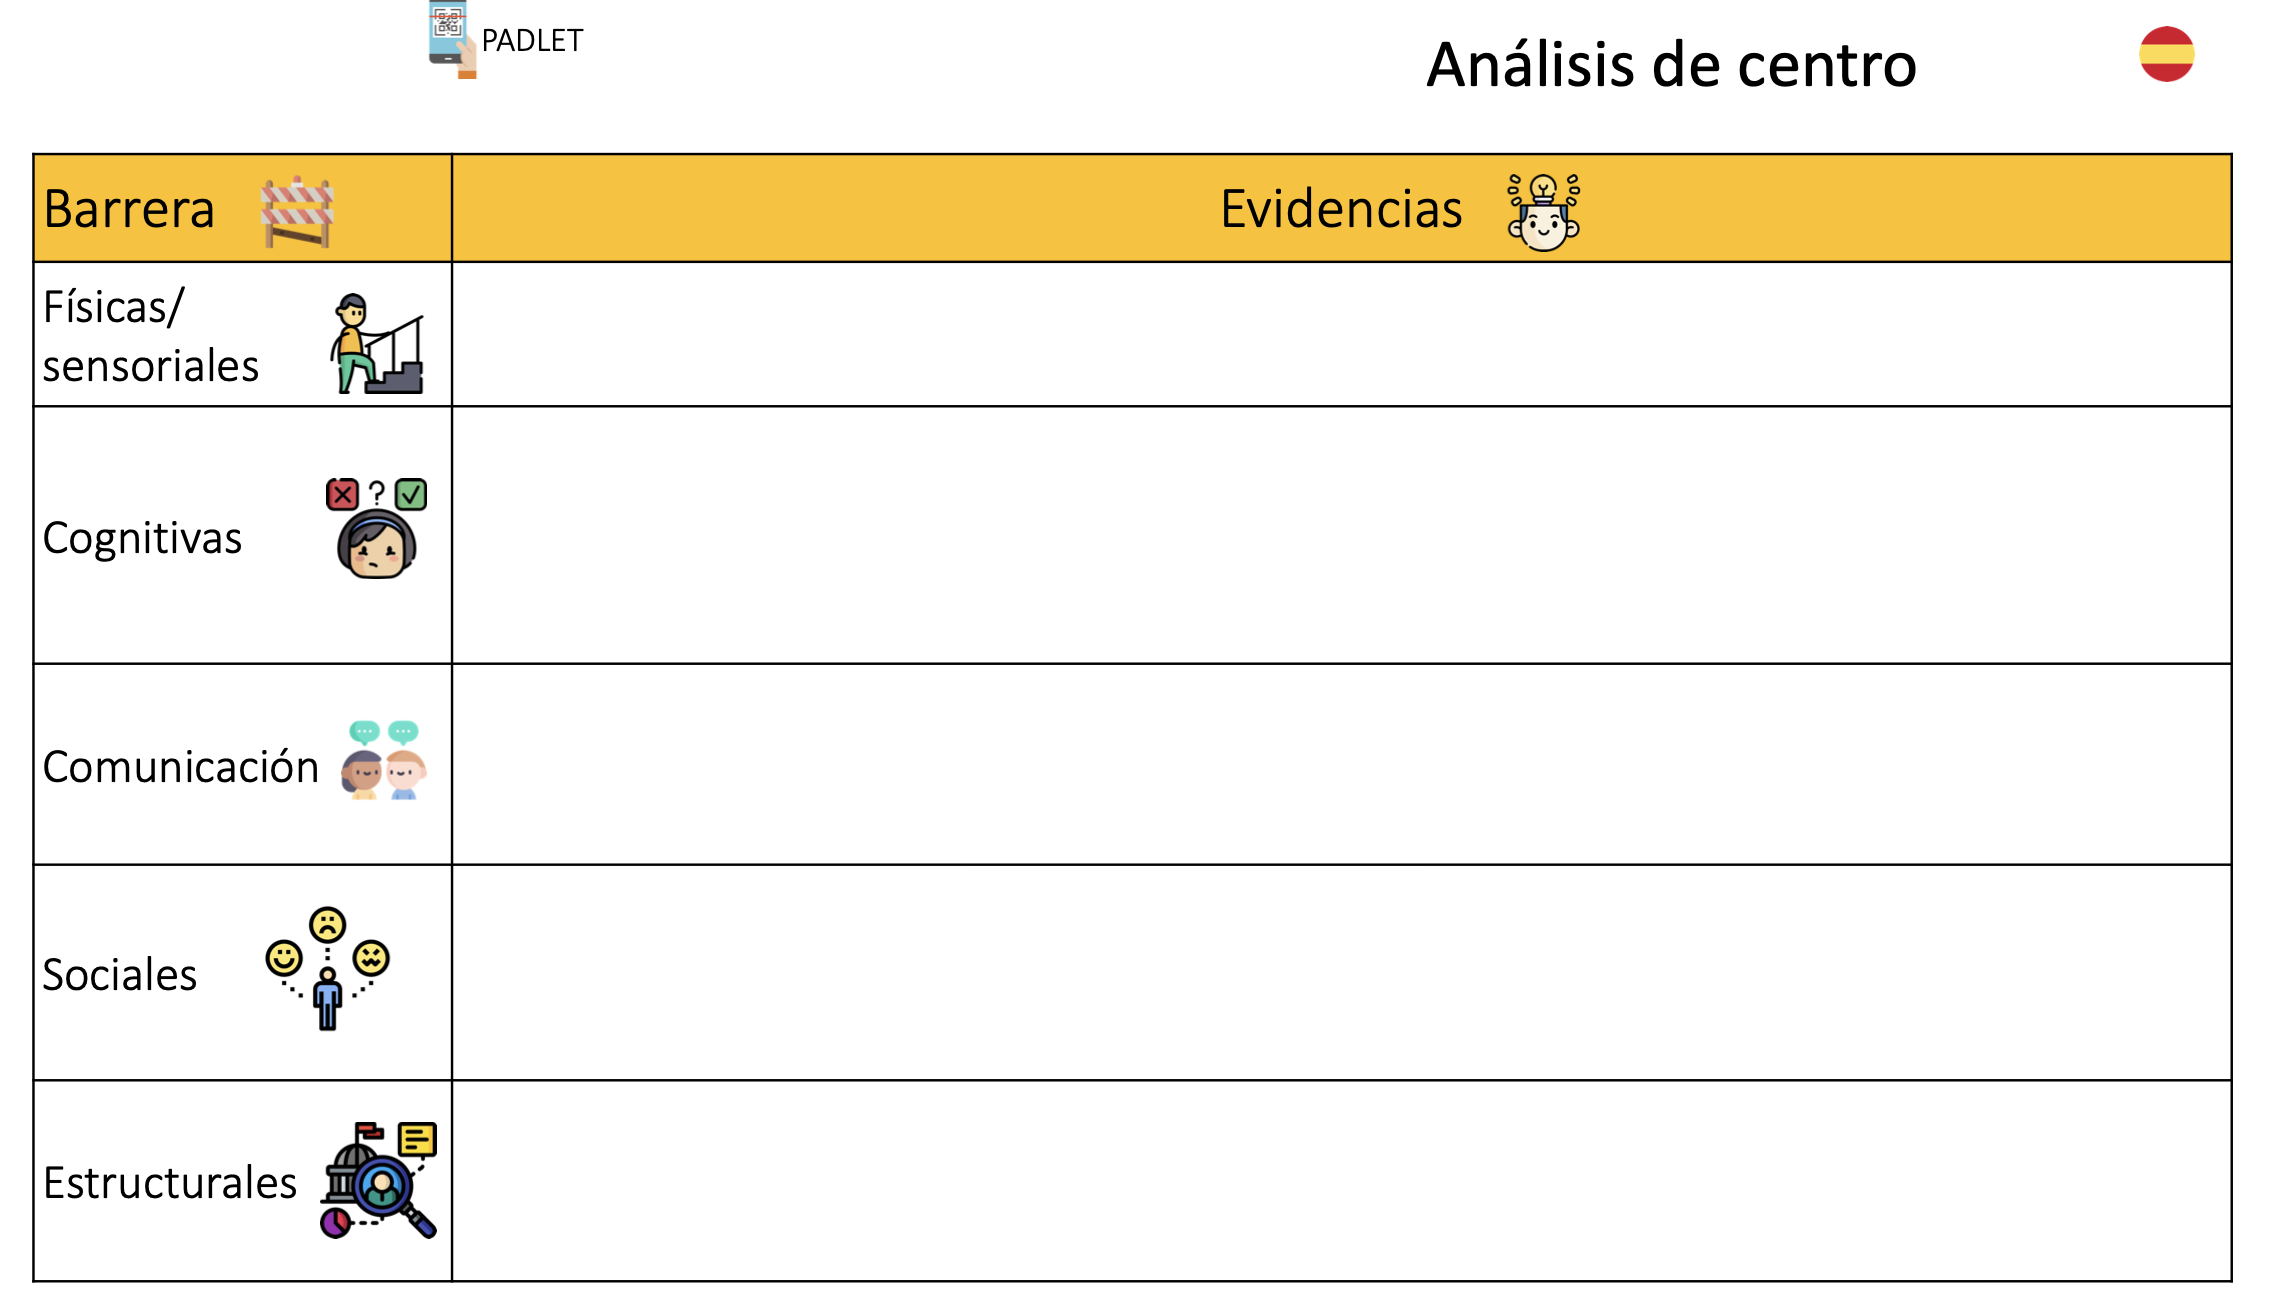 PADLET
Análisis de centro
Barrera
Evidencias
Físicas/
sensoriales
Cognitivas
?
Comunicación
Sociales
Estructurales